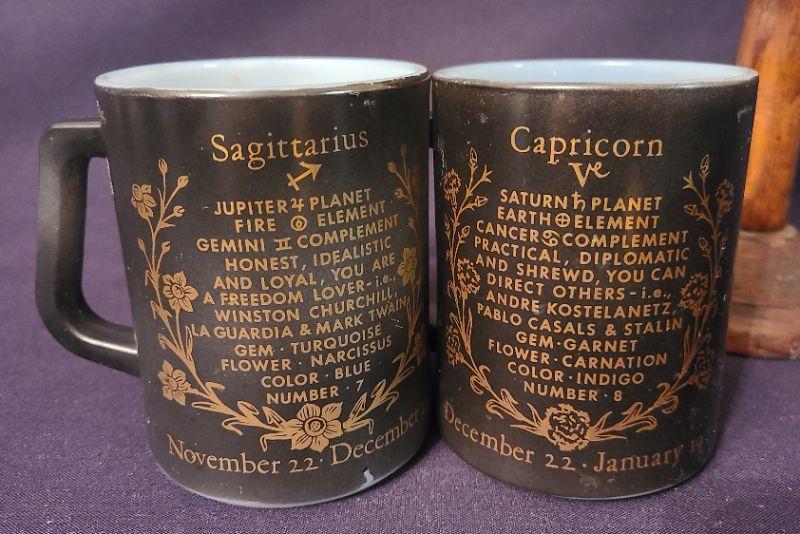 Sagittarius
JUPITER ♃ PLANET
FIRE ELEMENT
GEMINI ♊ COMPLEMENT
HONEST, IDEALISTIC
AND LOYAL, YOU ARE
A FREEDOM LOVER-i.e.,
WINSTON CHURCHILL,
LA GUARDIA & MARK TWAIN
GEM · TURQUOISE
FLOWER · NARCISSUS
COLOR · BLUE
NUMBER · 7
November 22 · December
Capricorn
SATURN ♄ PLANET
EARTH ⊕ ELEMENT
CANCER ♋ COMPLEMENT
PRACTICAL, DIPLOMATIC
AND SHREWD, YOU CAN
DIRECT OTHERS-i.e.,
ANDRE KOSTELANETZ,
PABLO CASALS & STALIN
GEM·GARNET
FLOWER·CARNATION
COLOR·INDIGO
NUMBER·8
December 22 · January 19